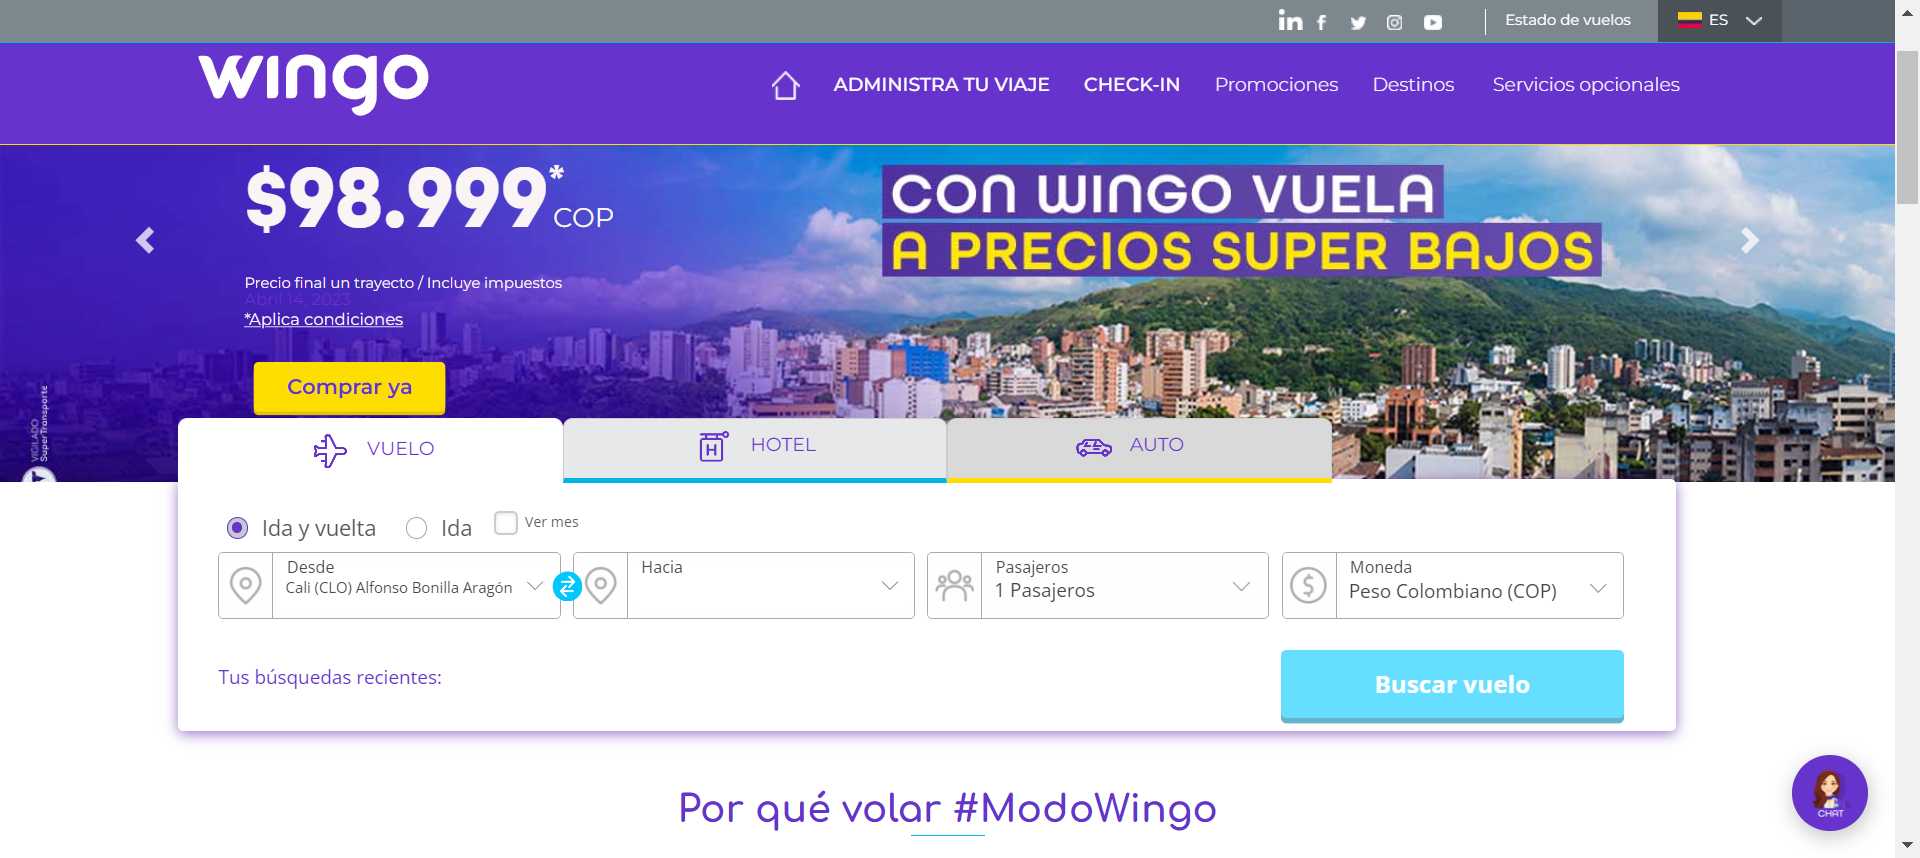 Estado de vuelos
ES
wingo
ADMINISTRA TU VIAJE
CHECK-IN
Promociones
Destinos
Servicios opcionales
$98.999* COP
CON WINGO VUELA
A PRECIOS SUPER BAJOS
Precio final un trayecto / Incluye impuestos
Abril 14, 2023
*Aplica condiciones
Comprar ya
VIGILADO
SuperTransporte
VUELO
HOTEL
AUTO
Ida y vuelta
Ida
Ver mes
Desde
Cali (CLO) Alfonso Bonilla Aragón
Hacia
Pasajeros
1 Pasajeros
Moneda
Peso Colombiano (COP)
Tus búsquedas recientes:
Buscar vuelo
Por qué volar #ModoWingo
CHAT